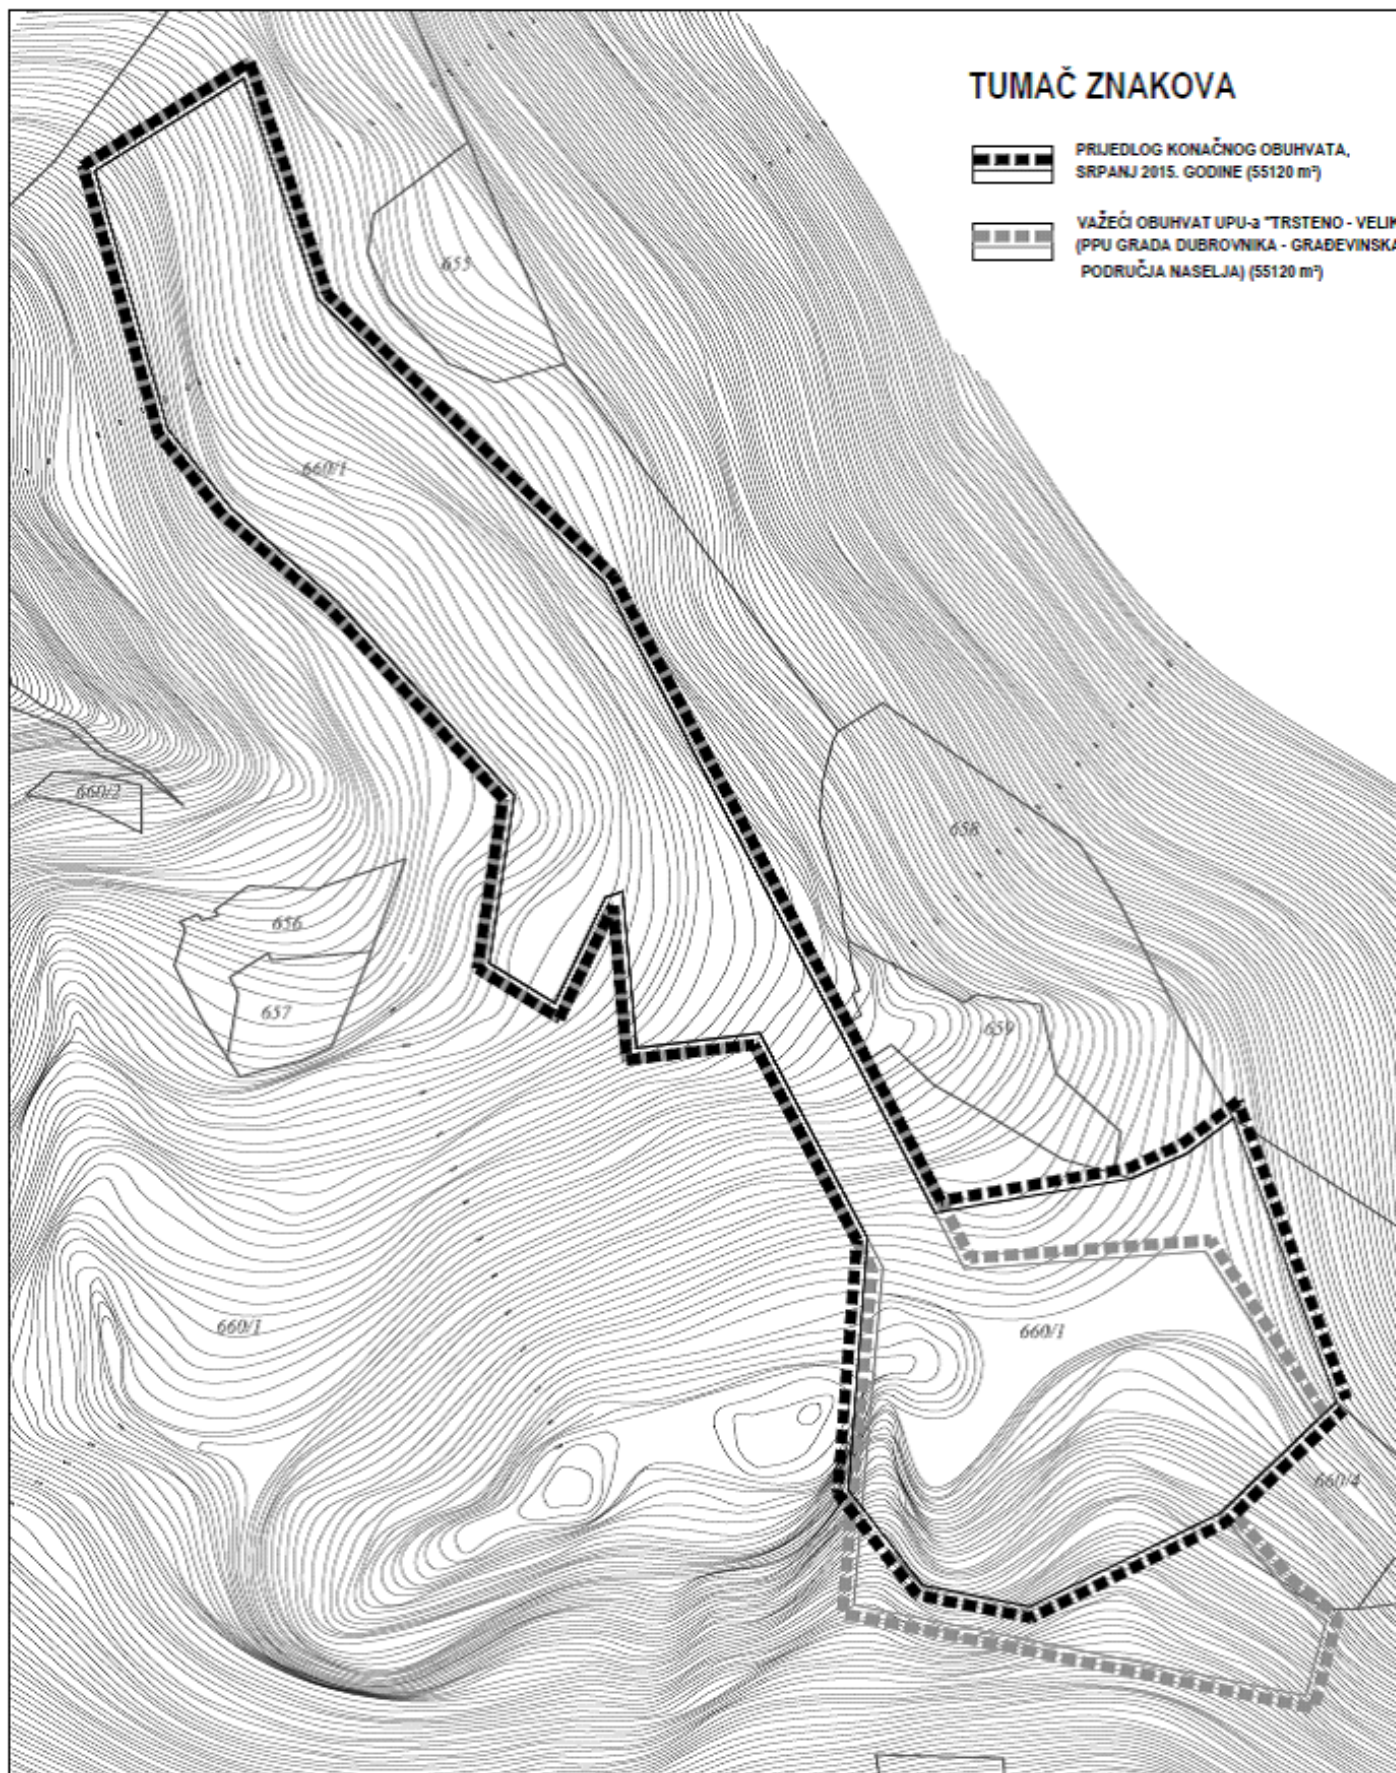 TUMAČ ZNAKOVA
PRIJEDLOG KONAČNOG OBUHVATA,
SRPANJ 2015. GODINE (55120 m²)
VAŽEĆI OBUHVAT UPU-a "TRSTENO - VELIK
(PPU GRADA DUBROVNIKA - GRAĐEVINSKA
PODRUČJA NASELJA) (55120 m²)
655
660/1
660/2
658
656
657
659
660/1
660/1
660/4